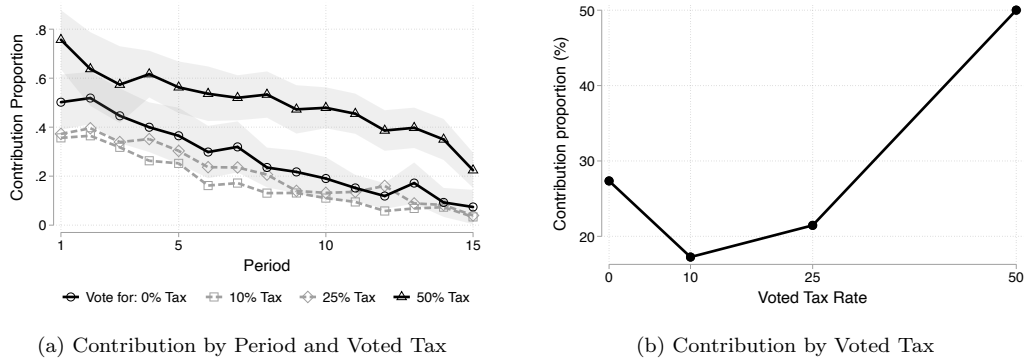 Contribution Proportion
.8
.6
.4
.2
0
1 5 10 15
Period
Vote for: 0% Tax 10% Tax 25% Tax 50% Tax
(a) Contribution by Period and Voted Tax
Contribution proportion (%)
50
40
30
20
0 10 25 50
Voted Tax Rate
(b) Contribution by Voted Tax